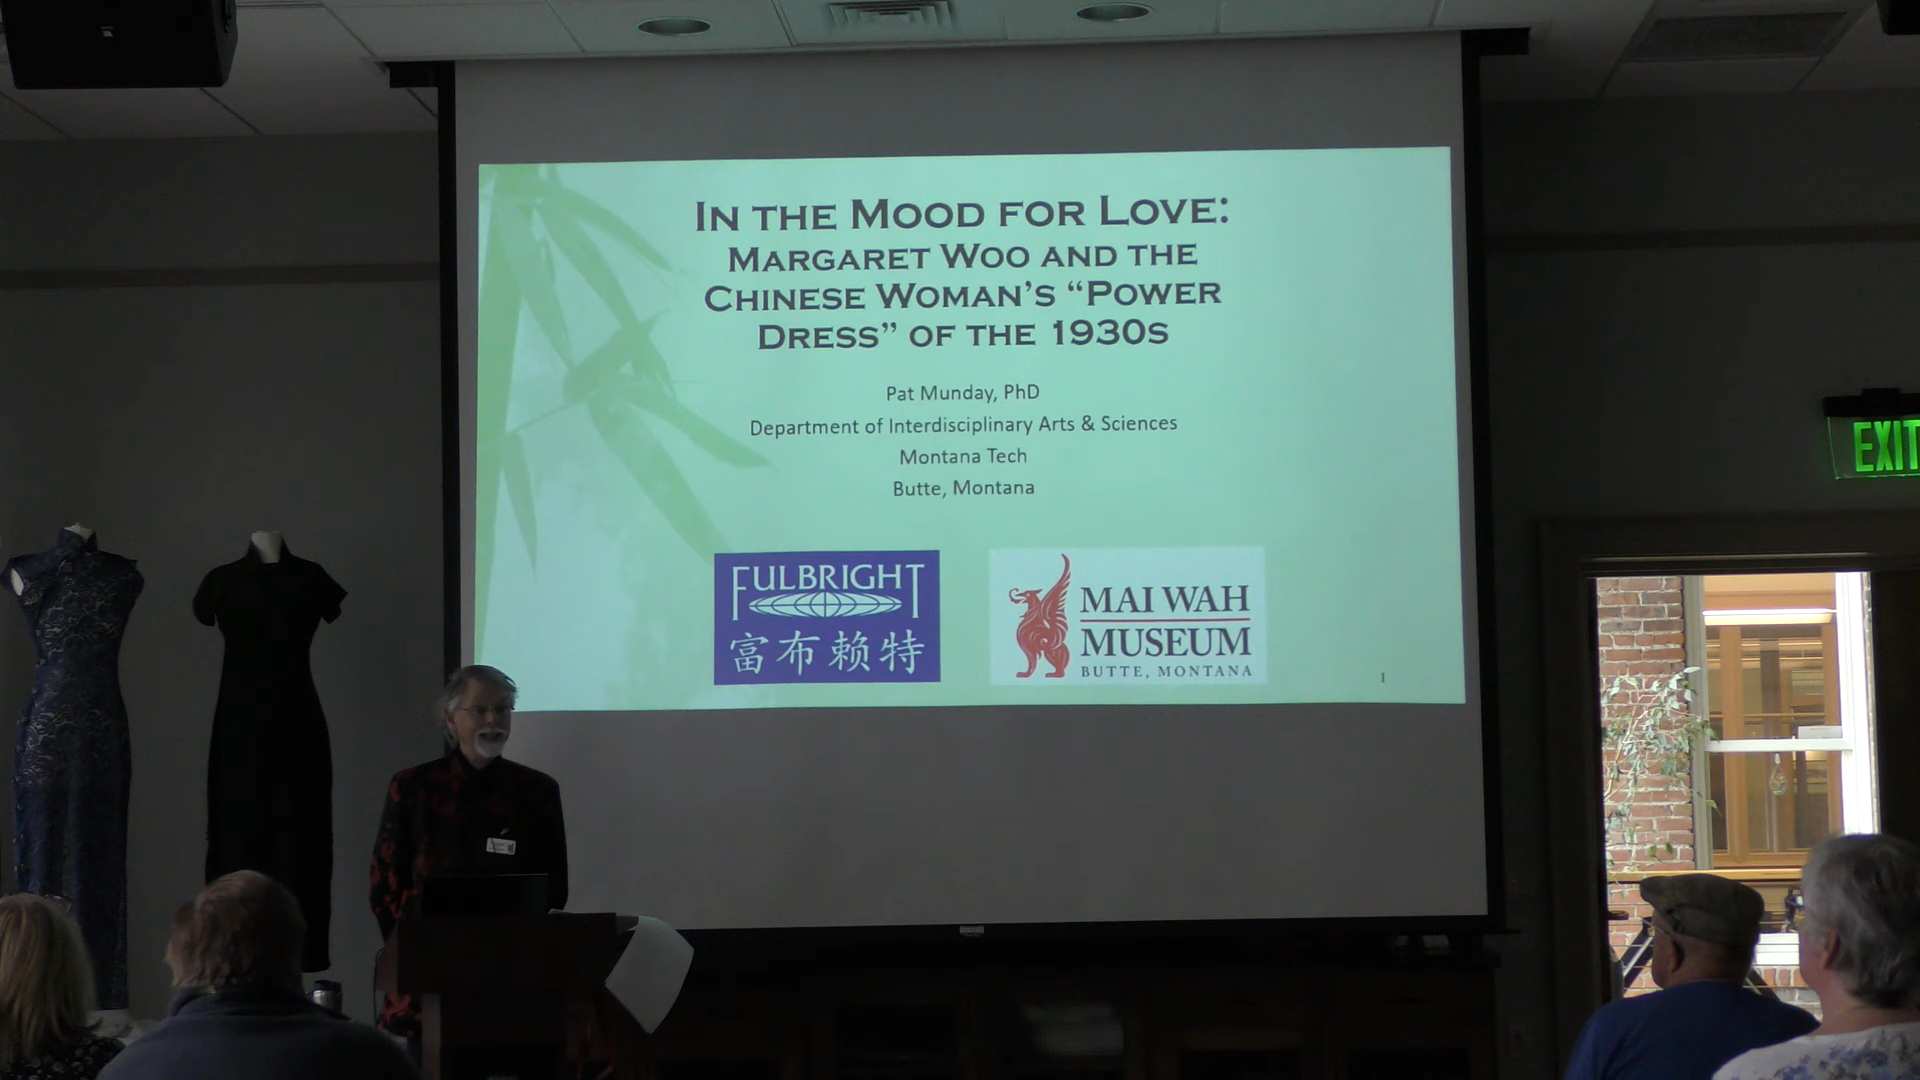 IN THE MOOD FOR LOVE:
MARGARET WOO AND THE
CHINESE WOMAN'S “POWER
DRESS” OF THE 1930S
Pat Munday, PhD
Department of Interdisciplinary Arts & Sciences
Montana Tech
Butte, Montana
FULBRIGHT
富布赖特
MAI WAH
MUSEUM
BUTTE, MONTANA
1
EXIT